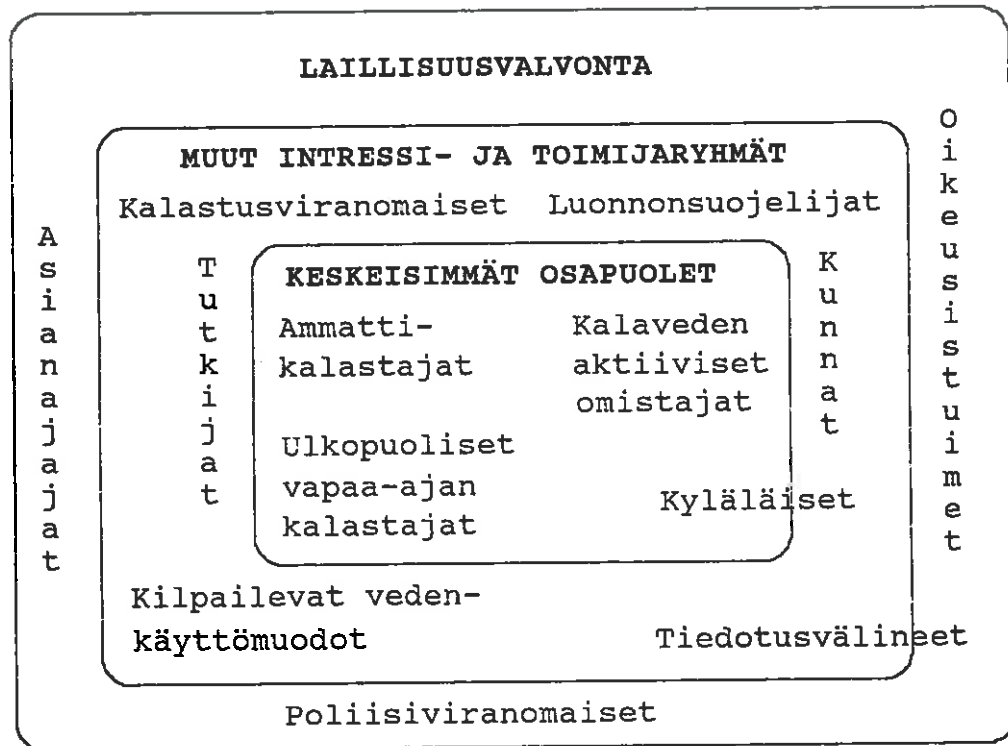 LAILLISUUSVALVONTA
MUUT INTRESSI- JA TOIMIJARYHMÄT
Kalastusviranomaiset Luonnonsuojelijat
Asianajajat
Tutkijat
KESKEISIMMÄT OSAPUOLET
Ammatti-
kalastajat
Kalaveden
aktiiviset
omistajat
Ulkopuoliset
vapaa-ajan
kalastajat
Kyläläiset
Kunnat
Oikeusistuimet
Kilpailevat veden-
käyttömuodot
Tiedotusvälineet
Poliisiviranomaiset